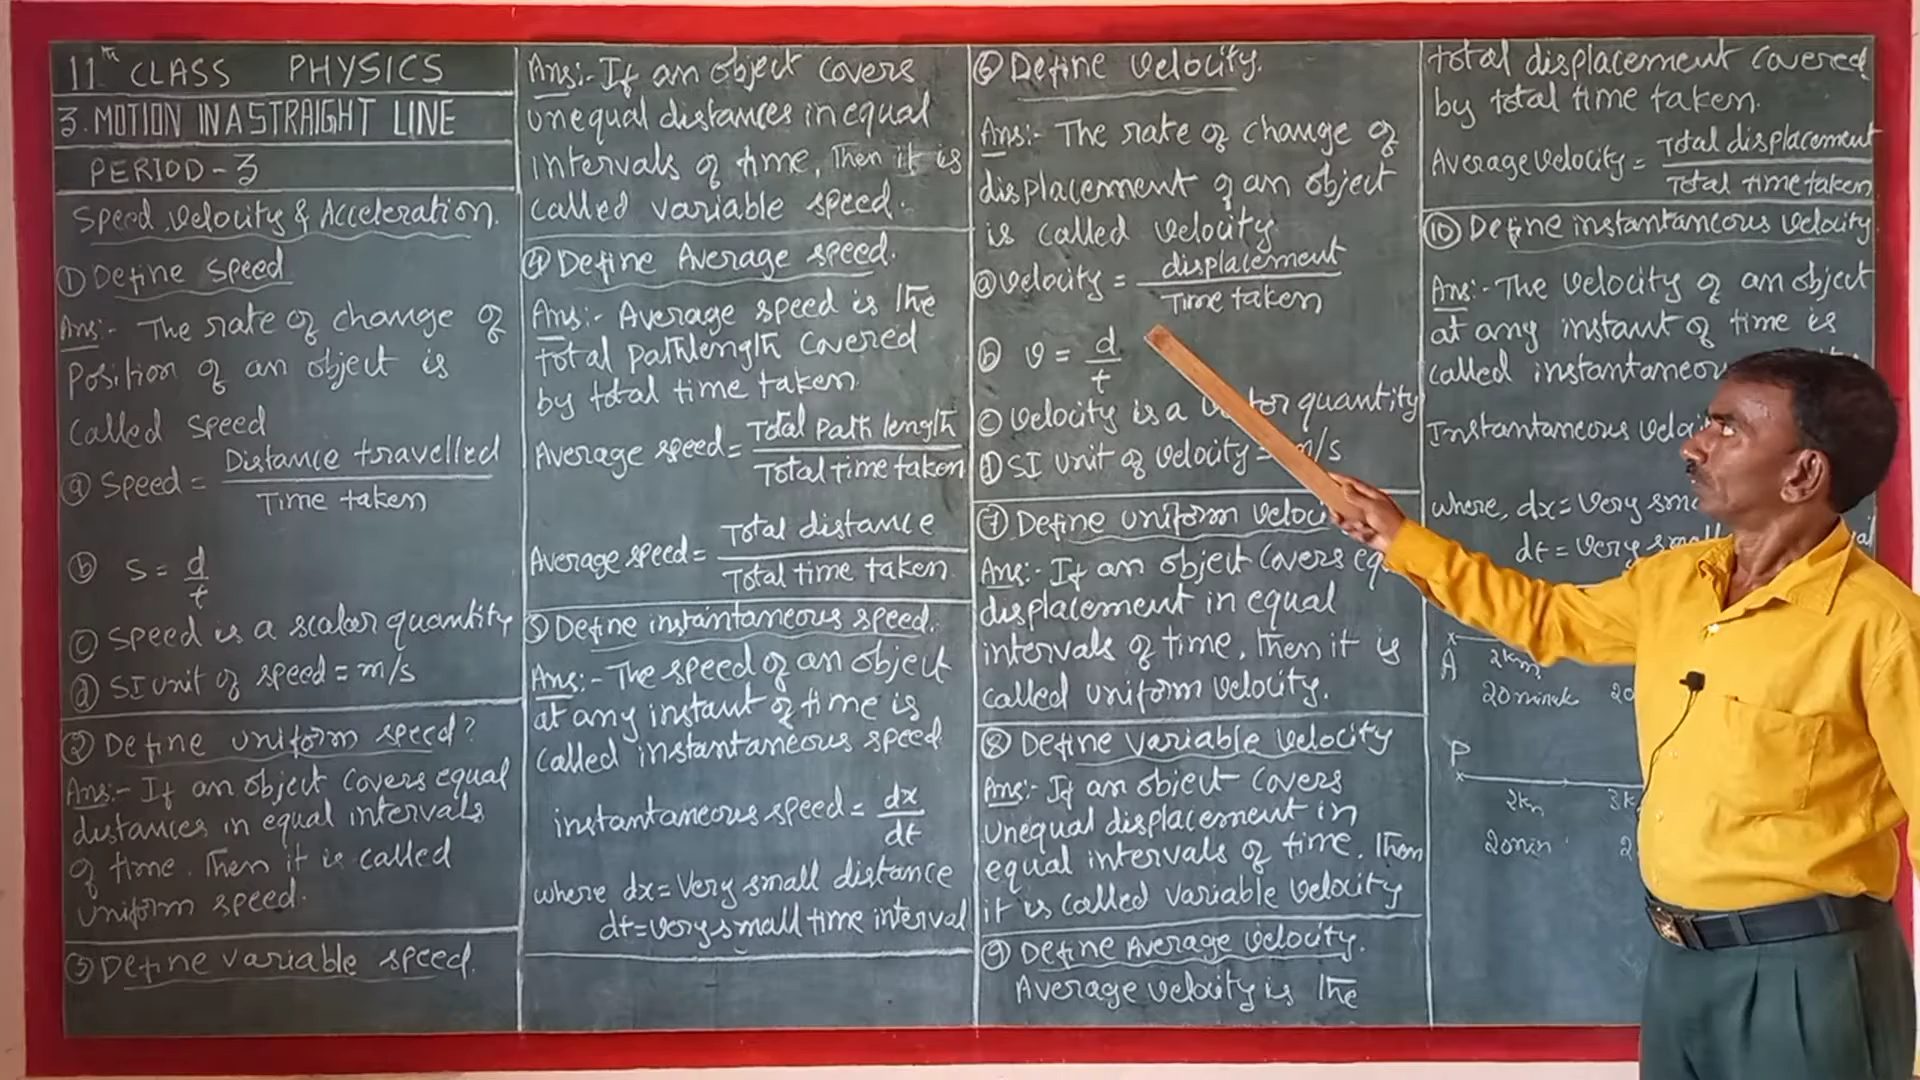 11th CLASS PHYSICS
3. MOTION IN A STRAIGHT LINE
PERIOD - 3
Speed, velocity & Acceleration.
① Define speed
Ans:- The rate of change of
Position of an object is
called speed
ⓐ Speed = Distance travelled / Time taken
ⓑ s = d / t
ⓒ Speed is a scalar quantity
ⓓ SI unit of speed = m/s
② Define uniform speed?
Ans:- If an object covers equal
distances in equal intervals
of time. Then it is called
uniform speed.
③ Define variable speed.
Ans:- If an object covers
unequal distances in equal
intervals of time, Then it is
called variable speed.
④ Define Average speed.
Ans:- Average speed is the
total pathlength covered
by total time taken.
Average speed = Total path length / Total time taken
Average speed = Total distance / Total time taken
⑤ Define instantaneous speed.
Ans:- The speed of an object
at any instant of time is
called instantaneous speed
instantaneous speed = dx / dt
where dx = very small distance
dt = very small time interval
⑥ Define velocity.
Ans:- The rate of change of
displacement of an object
is called velocity
ⓐ velocity = displacement / Time taken
ⓑ v = d / t
ⓒ velocity is a quantity
ⓓ SI unit of velocity = /s
⑦ Define uniform
Ans:- If an object covers
displacement in equal
intervals of time, Then it is
called uniform velocity.
⑧ Define variable velocity
Ans:- If an object covers
unequal displacement in
equal intervals of time. Then
it is called variable velocity
⑨ Define Average velocity.
Average velocity is the
total displacement covered
by total time taken.
Average velocity = Total displacement / Total time taken
⑩ Define instantaneous velocity
Ans:- The velocity of an object
at any instant of time is
called
Instantaneous
where, dx = very
dt = very
A
2km
20 minute
P
2km
20min